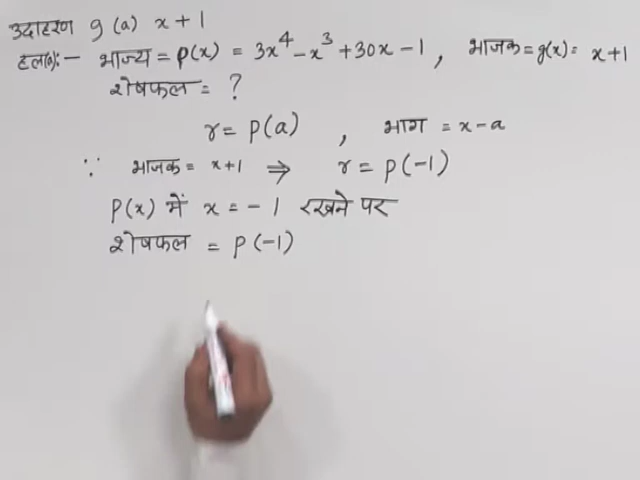 उदाहरण 9 (a) x + 1
हल(a):- भाज्य = p(x) = 3x⁴ - x³ + 30x - 1 , भाजक = g(x) = x+1
शेषफल = ?
r = p(a) , भाग = x-a
∵ भाजक = x+1 ⇒ r = p(-1)
p(x) में x = -1 रखने पर
शेषफल = p(-1)